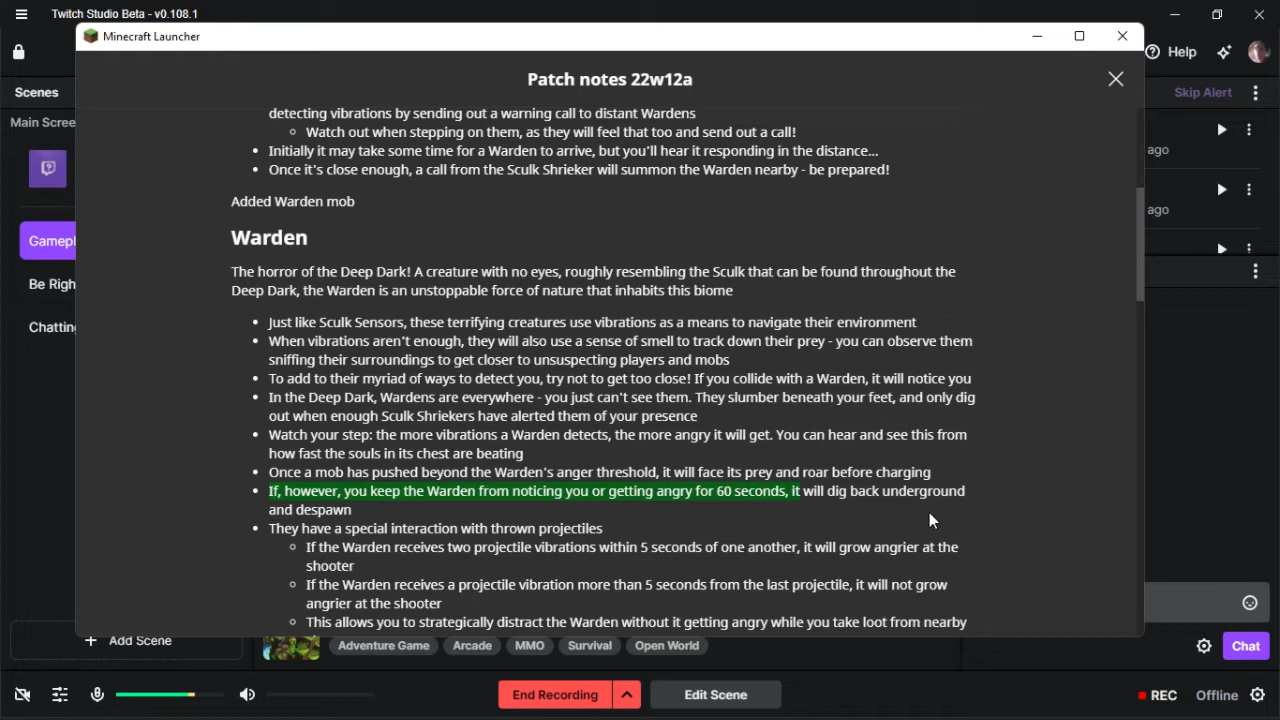 Twitch Studio Beta - v0.108.1
Minecraft Launcher
Help
Patch notes 22w12a
Scenes
Skip Alert
Main Scree
detecting vibrations by sending out a warning call to distant Wardens
Watch out when stepping on them, as they will feel that too and send out a call!
Initially it may take some time for a Warden to arrive, but you'll hear it responding in the distance...
ago
Once it's close enough, a call from the Sculk Shrieker will summon the Warden nearby - be prepared!
Added Warden mob
ago
Warden
Gamepl
The horror of the Deep Dark! A creature with no eyes, roughly resembling the Sculk that can be found throughout the
Deep Dark, the Warden is an unstoppable force of nature that inhabits this biome
Be Righ
Just like Sculk Sensors, these terrifying creatures use vibrations as a means to navigate their environment
Chatting
When vibrations aren't enough, they will also use a sense of smell to track down their prey - you can observe them
sniffing their surroundings to get closer to unsuspecting players and mobs
To add to their myriad of ways to detect you, try not to get too close! If you collide with a Warden, it will notice you
In the Deep Dark, Wardens are everywhere - you just can't see them. They slumber beneath your feet, and only dig
out when enough Sculk Shriekers have alerted them of your presence
Watch your step: the more vibrations a Warden detects, the more angry it will get. You can hear and see this from
how fast the souls in its chest are beating
Once a mob has pushed beyond the Warden's anger threshold, it will face its prey and roar before charging
If, however, you keep the Warden from noticing you or getting angry for 60 seconds, it will dig back underground
and despawn
They have a special interaction with thrown projectiles
If the Warden receives two projectile vibrations within 5 seconds of one another, it will grow angrier at the
shooter
If the Warden receives a projectile vibration more than 5 seconds from the last projectile, it will not grow
angrier at the shooter
This allows you to strategically distract the Warden without it getting angry while you take loot from nearby
Add Scene
Adventure Game
Arcade
MMO
Survival
Open World
Chat
End Recording
Edit Scene
REC
Offline